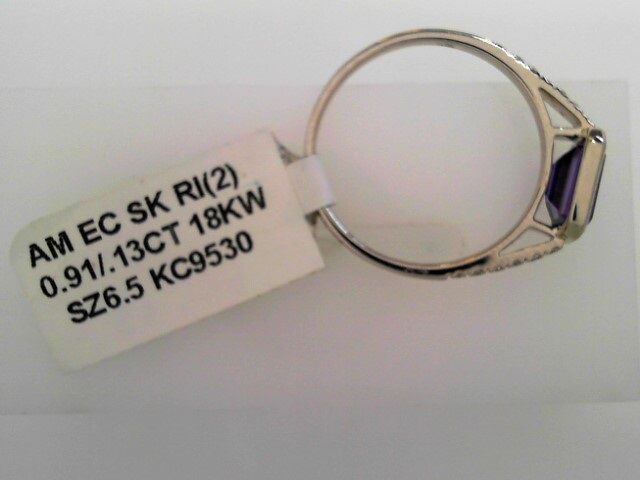 AM EC SK RI(2)
0.91/.13CT 18KW
SZ6.5 KC9530